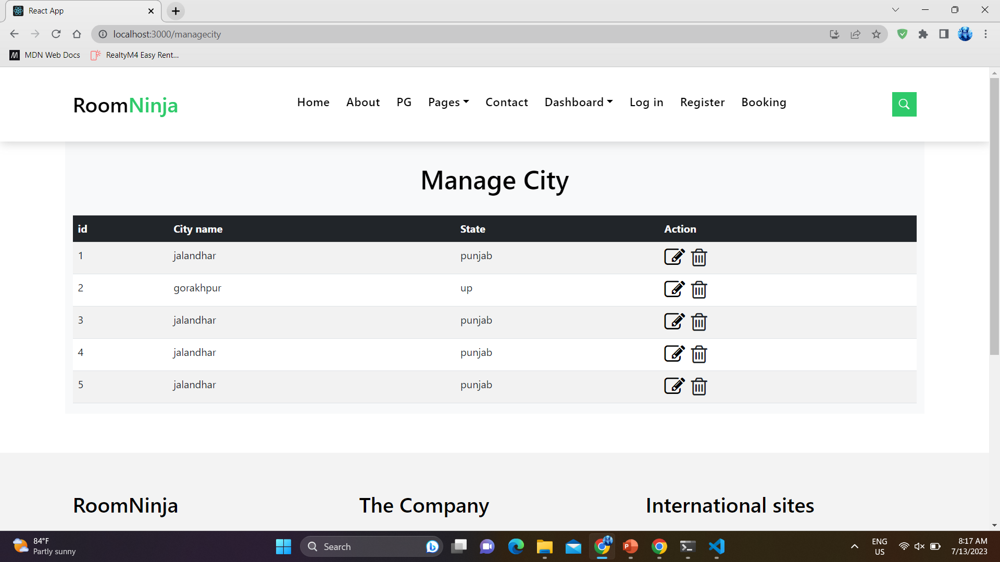 React App
localhost:3000/managecity
MDN Web Docs RealtyM4 Easy Rent...
RoomNinja
Home About PG Pages Contact Dashboard Log in Register Booking
Manage City
id City name State Action
1 jalandhar punjab
2 gorakhpur up
3 jalandhar punjab
4 jalandhar punjab
5 jalandhar punjab
RoomNinja The Company International sites
84°F
Partly sunny
Search
ENG
US
8:17 AM
7/13/2023